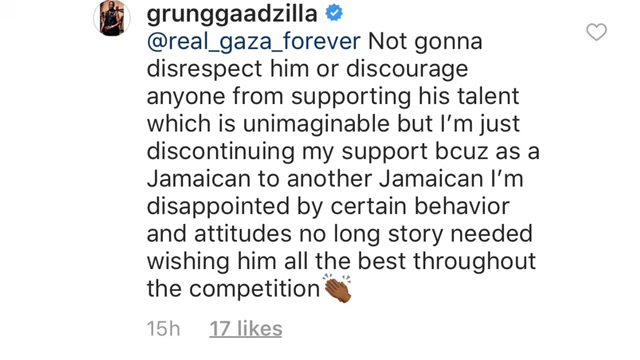 grunggaadzilla
@real_gaza_forever Not gonna
disrespect him or discourage
anyone from supporting his talent
which is unimaginable but I’m just
discontinuing my support bcuz as a
Jamaican to another Jamaican I’m
disappointed by certain behavior
and attitudes no long story needed
wishing him all the best throughout
the competition👏🏾
15h 17 likes